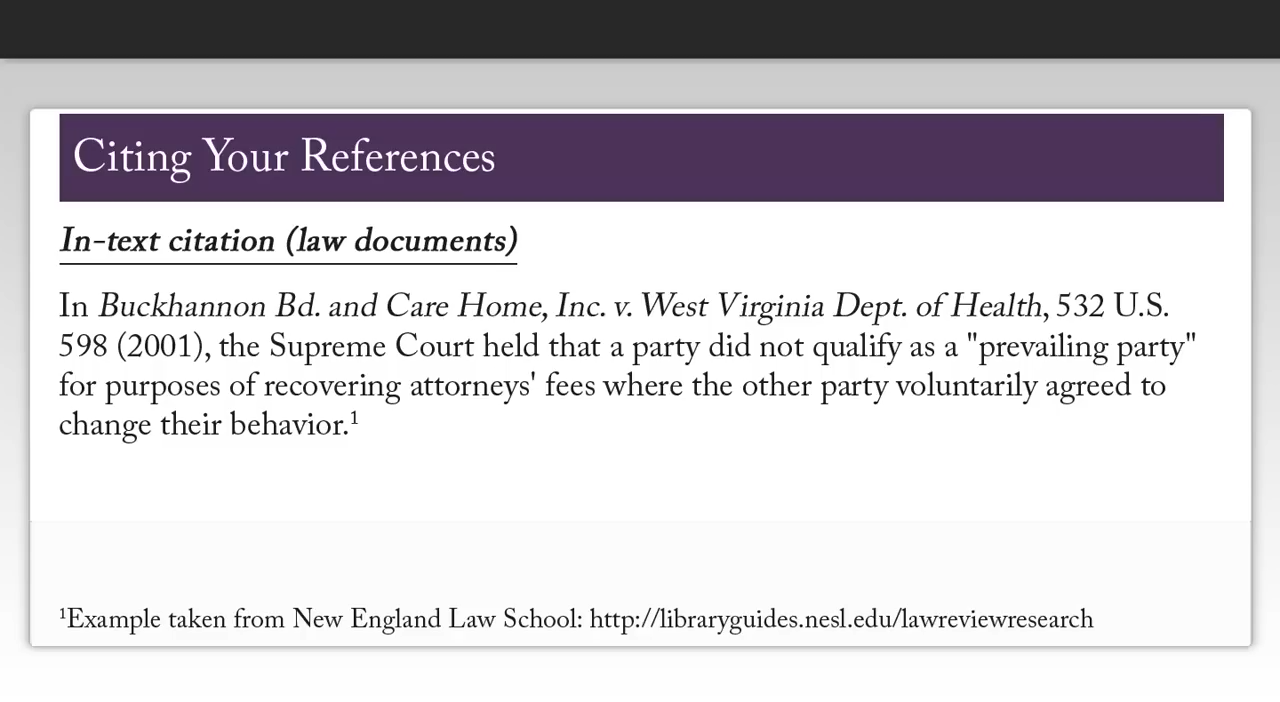 Citing Your References
In-text citation (law documents)
In Buckhannon Bd. and Care Home, Inc. v. West Virginia Dept. of Health, 532 U.S.
598 (2001), the Supreme Court held that a party did not qualify as a "prevailing party"
for purposes of recovering attorneys' fees where the other party voluntarily agreed to
change their behavior.¹
¹Example taken from New England Law School: http://libraryguides.nesl.edu/lawreviewresearch